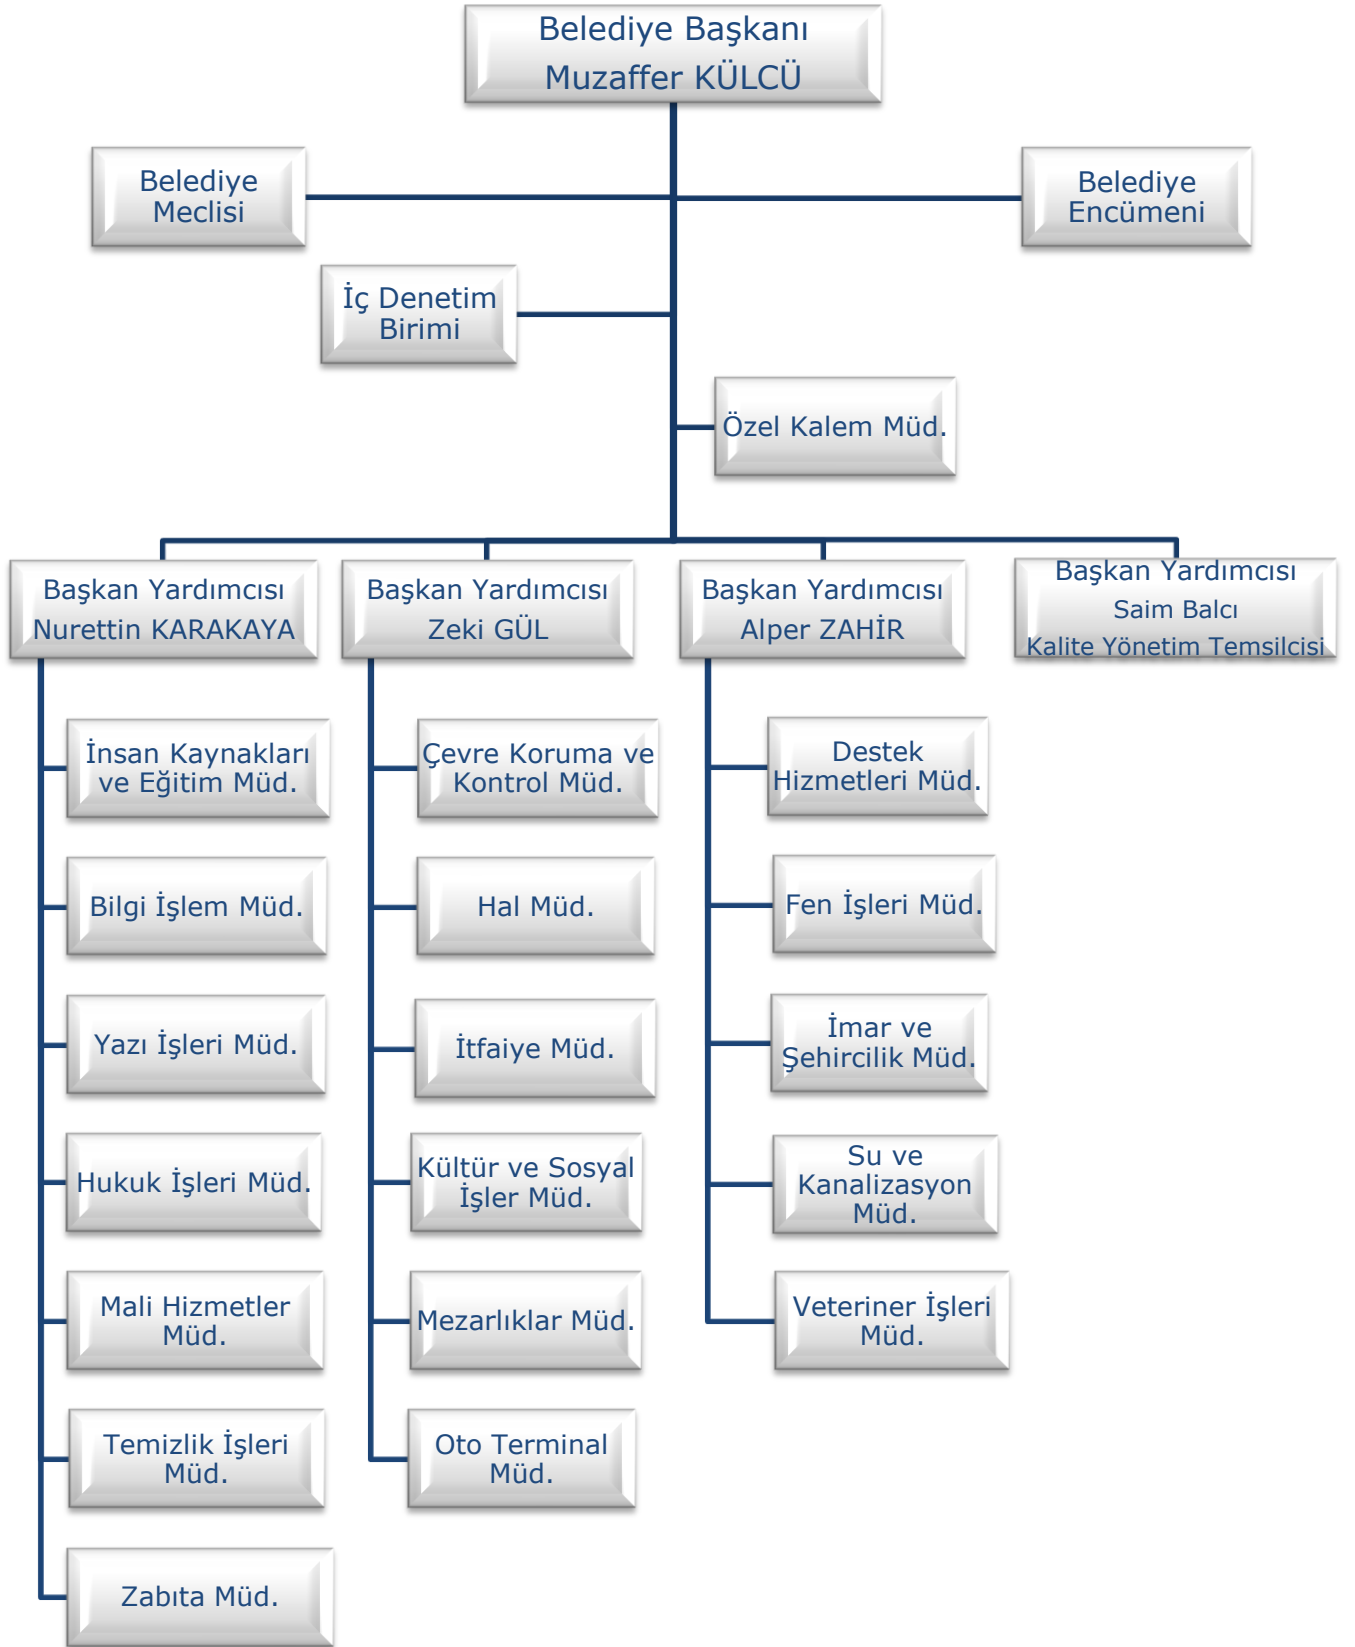 Belediye Başkanı
Muzaffer KÜLCÜ
Belediye
Meclisi
Belediye
Encümeni
İç Denetim
Birimi
Özel Kalem Müd.
Başkan Yardımcısı
Nurettin KARAKAYA
Başkan Yardımcısı
Zeki GÜL
Başkan Yardımcısı
Alper ZAHİR
Başkan Yardımcısı
Saim Balcı
Kalite Yönetim Temsilcisi
İnsan Kaynakları
ve Eğitim Müd.
Bilgi İşlem Müd.
Yazı İşleri Müd.
Hukuk İşleri Müd.
Mali Hizmetler
Müd.
Temizlik İşleri
Müd.
Zabıta Müd.
Çevre Koruma ve
Kontrol Müd.
Hal Müd.
İtfaiye Müd.
Kültür ve Sosyal
İşler Müd.
Mezarlıklar Müd.
Oto Terminal
Müd.
Destek
Hizmetleri Müd.
Fen İşleri Müd.
İmar ve
Şehircilik Müd.
Su ve
Kanalizasyon
Müd.
Veteriner İşleri
Müd.